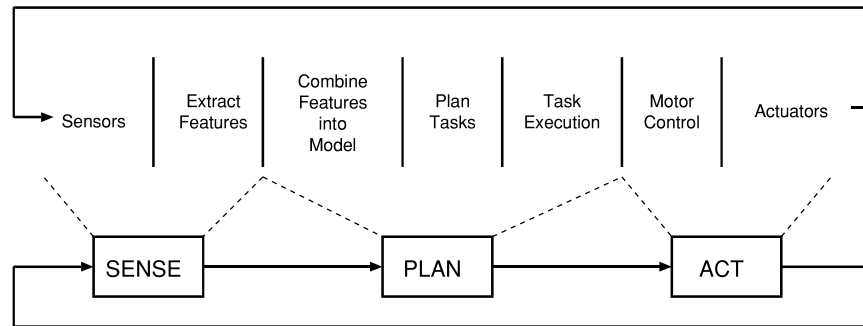 Sensors
Extract
Features
Combine
Features
into
Model
Plan
Tasks
Task
Execution
Motor
Control
Actuators
SENSE
PLAN
ACT